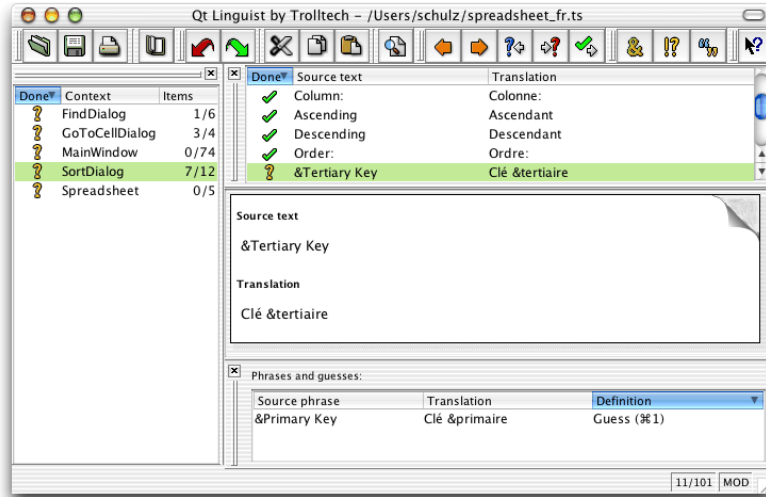 Qt Linguist by Trolltech – /Users/schulz/spreadsheet_fr.ts
Done Context Items
FindDialog 1/6
GoToCellDialog 3/4
MainWindow 0/74
SortDialog 7/12
Spreadsheet 0/5
Done Source text Translation
Column: Colonne:
Ascending Ascendant
Descending Descendant
Order: Ordre:
&Tertiary Key Clé &tertiaire
Source text
&Tertiary Key
Translation
Clé &tertiaire
Phrases and guesses:
Source phrase Translation Definition
&Primary Key Clé &primaire Guess (⌘1)
11/101 MOD